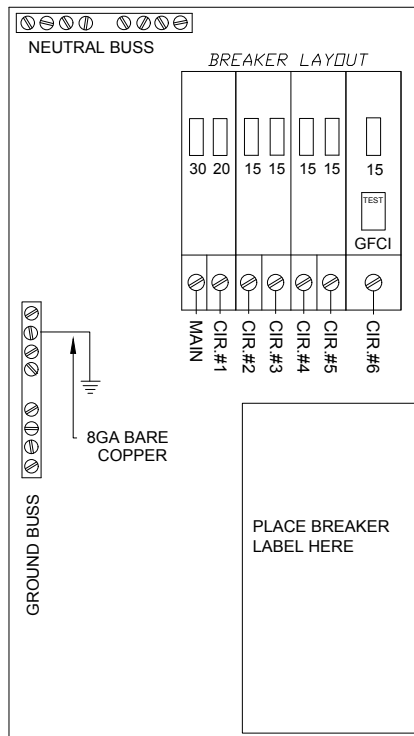 NEUTRAL BUSS
BREAKER LAYOUT
30 20 15 15 15 15 15
TEST
GFCI
MAIN
CIR.#1
CIR.#2
CIR.#3
CIR.#4
CIR.#5
CIR.#6
8GA BARE
COPPER
GROUND BUSS
PLACE BREAKER
LABEL HERE